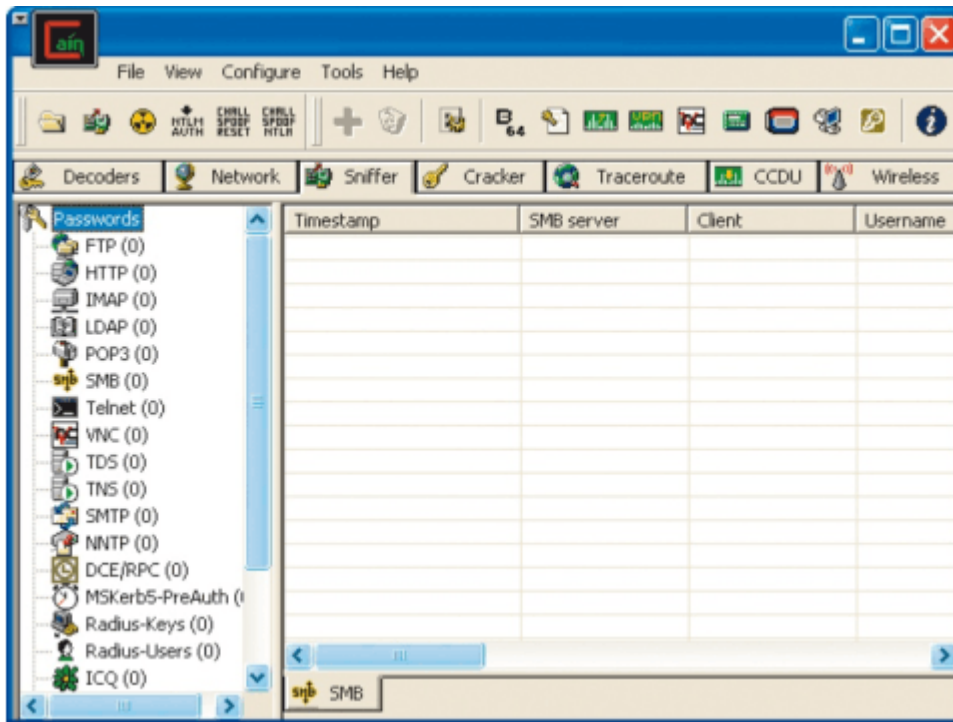 Cain
File View Configure Tools Help
NTLM AUTH CHALL SPOOF RESET CHALL SPOOF NTLM B64
Decoders Network Sniffer Cracker Traceroute CCDU Wireless
Passwords
FTP (0)
HTTP (0)
IMAP (0)
LDAP (0)
POP3 (0)
SMB (0)
Telnet (0)
VNC (0)
TDS (0)
TNS (0)
SMTP (0)
NNTP (0)
DCE/RPC (0)
MSKerb5-PreAuth (
Radius-Keys (0)
Radius-Users (0)
ICQ (0)
Timestamp SMB server Client Username
SMB